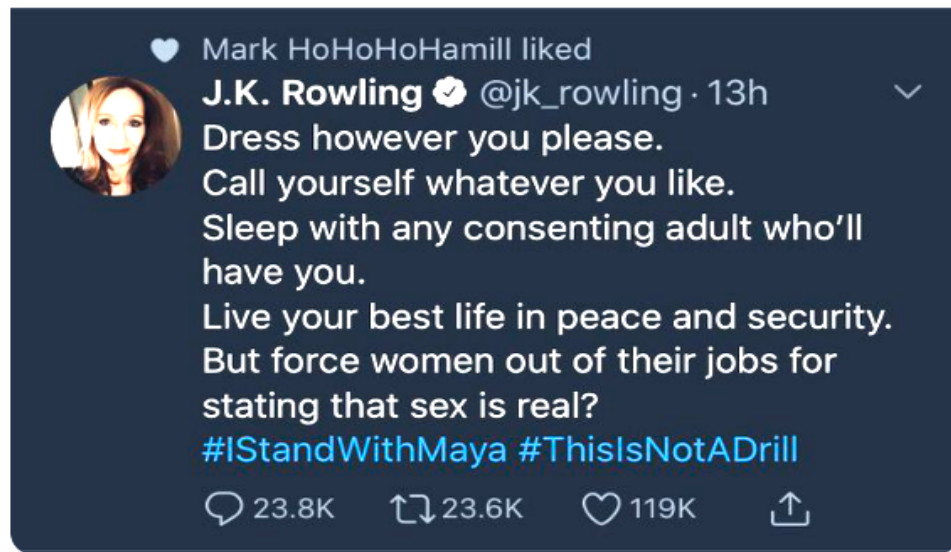 Mark HoHoHoHamill liked
J.K. Rowling @jk_rowling · 13h
Dress however you please.
Call yourself whatever you like.
Sleep with any consenting adult who’ll
have you.
Live your best life in peace and security.
But force women out of their jobs for
stating that sex is real?
#IStandWithMaya #ThisIsNotADrill
23.8K 23.6K 119K